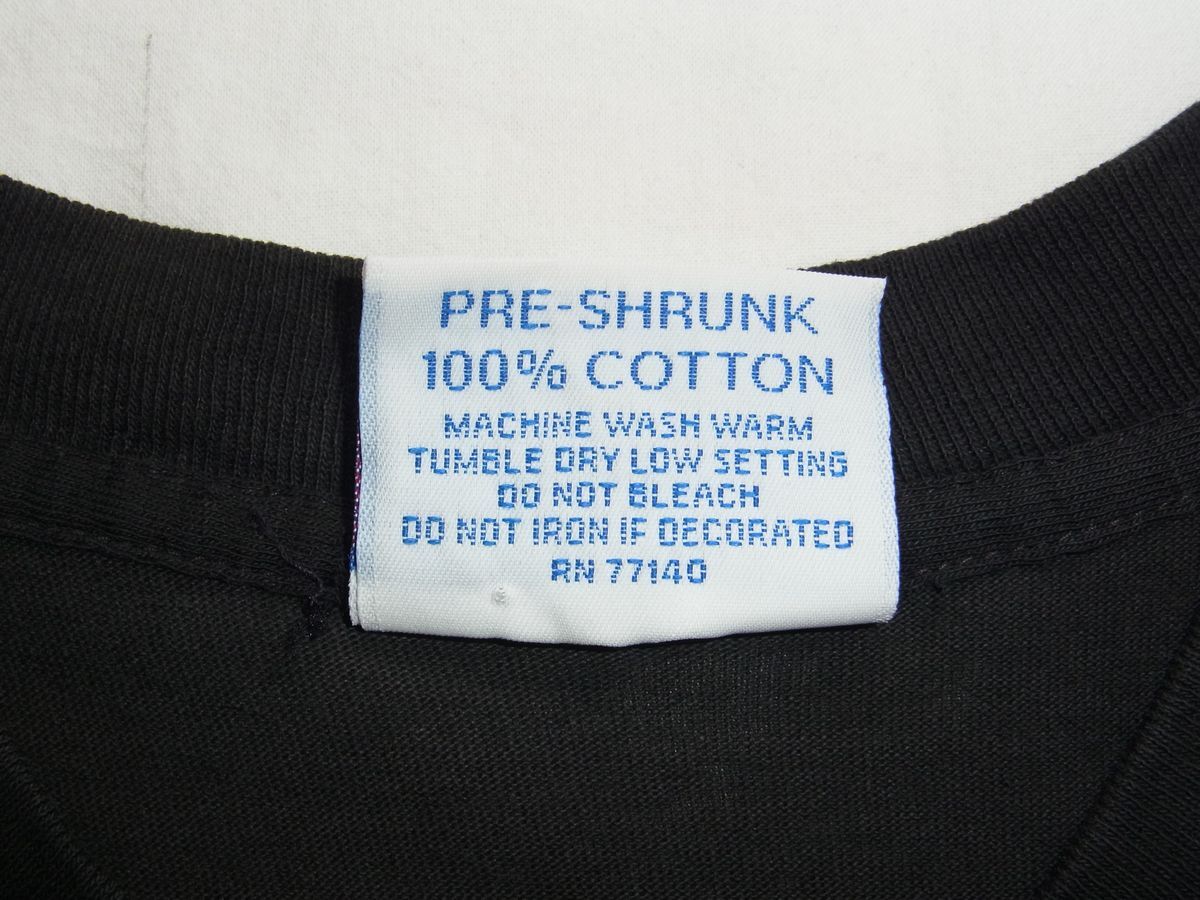 PRE-SHRUNK
100% COTTON
MACHINE WASH WARM
TUMBLE DRY LOW SETTING
DO NOT BLEACH
DO NOT IRON IF DECORATED
RN 77140